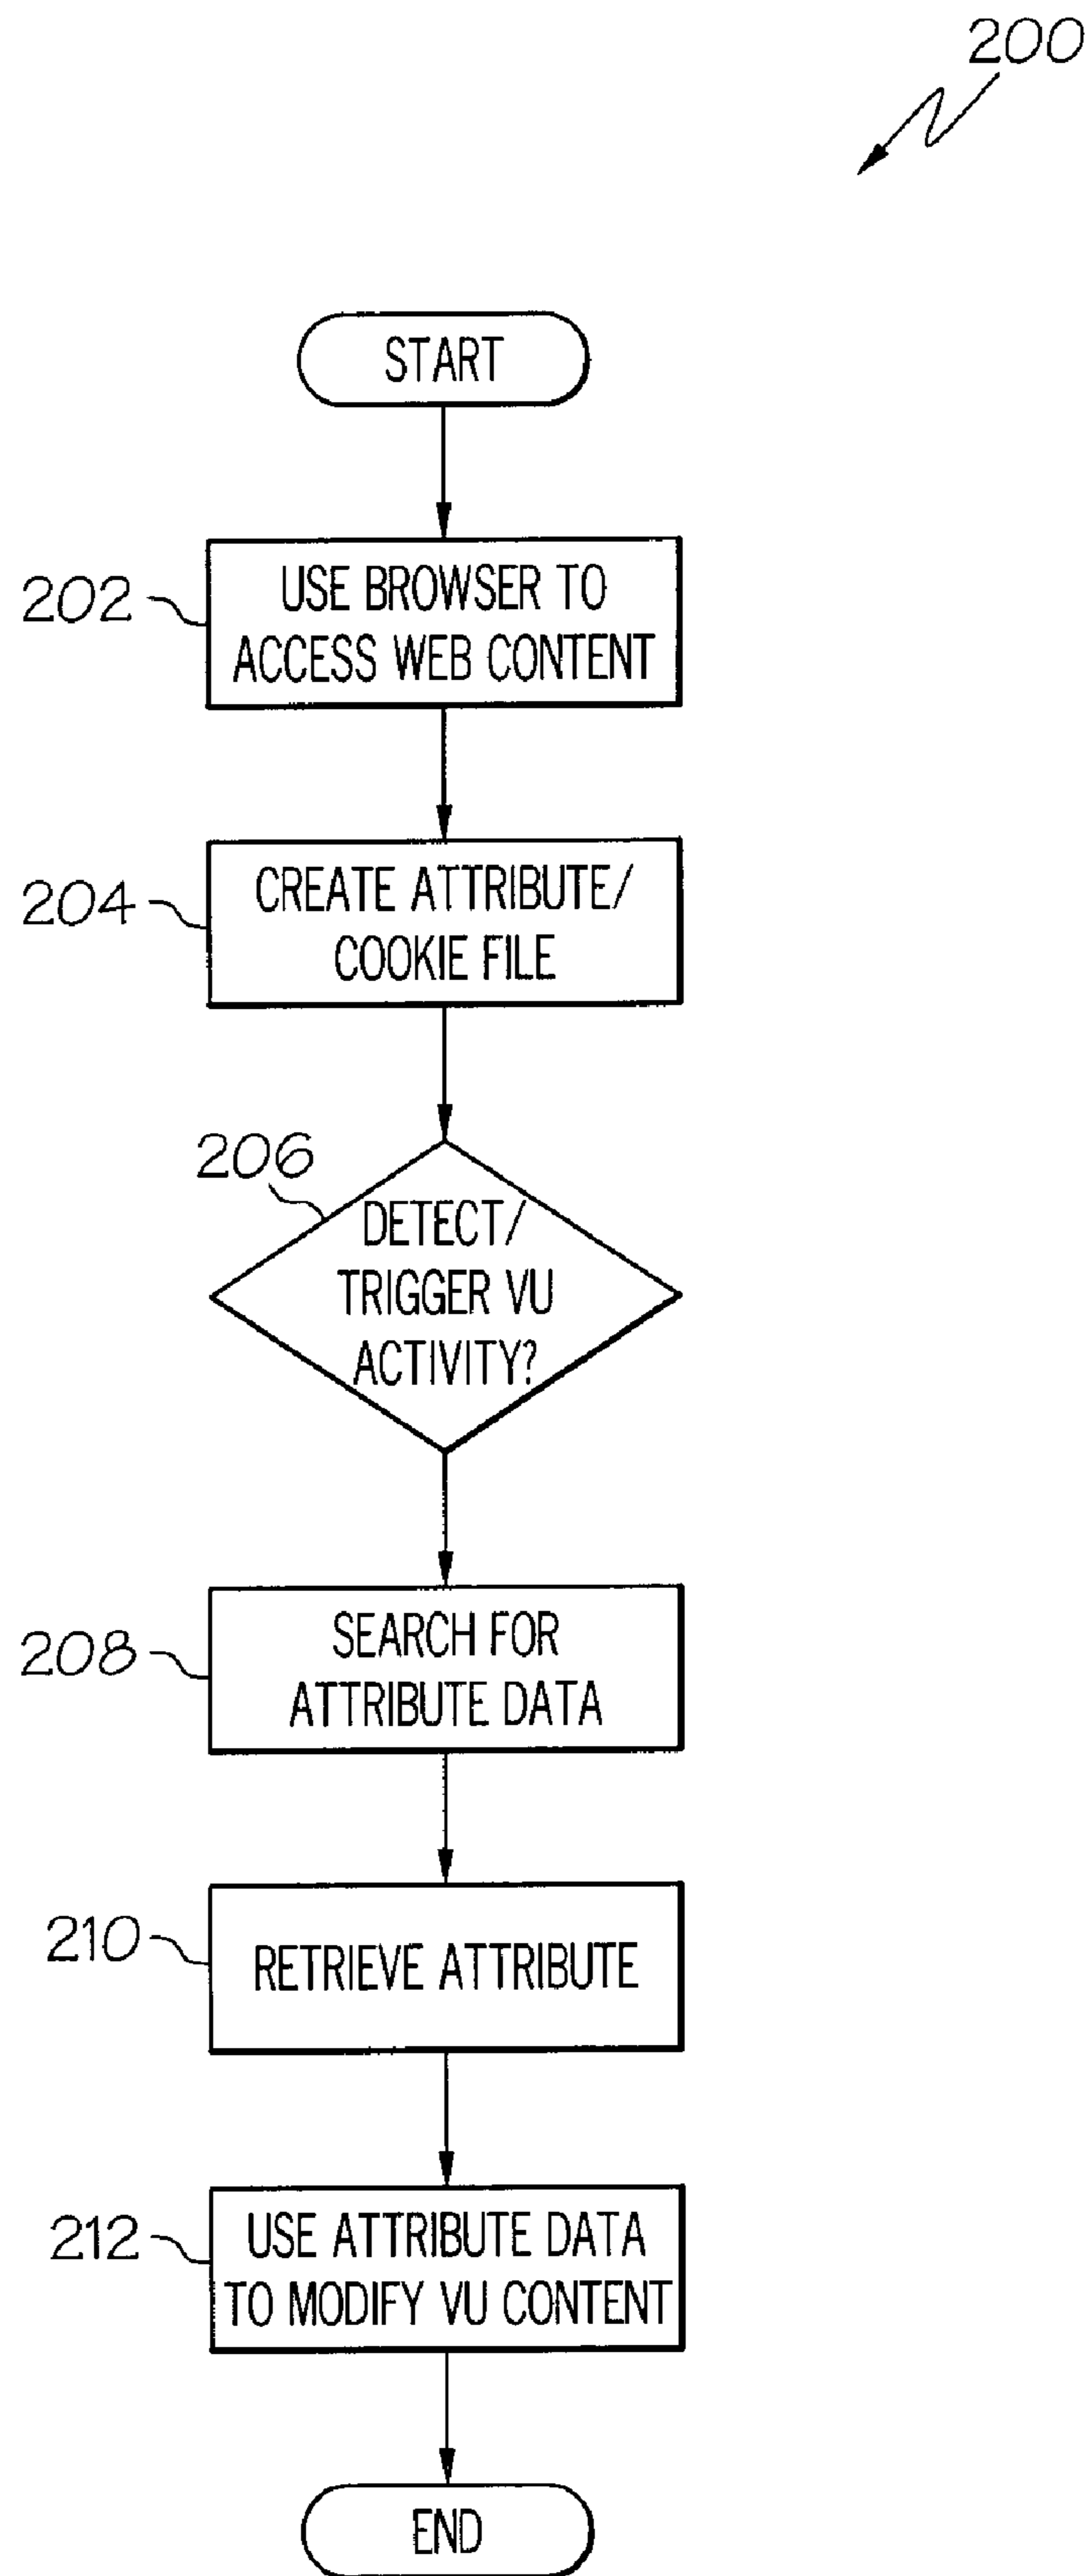 200
START
202
USE BROWSER TO
ACCESS WEB CONTENT
204
CREATE ATTRIBUTE/
COOKIE FILE
206
DETECT/
TRIGGER VU
ACTIVITY?
208
SEARCH FOR
ATTRIBUTE DATA
210
RETRIEVE ATTRIBUTE
212
USE ATTRIBUTE DATA
TO MODIFY VU CONTENT
END